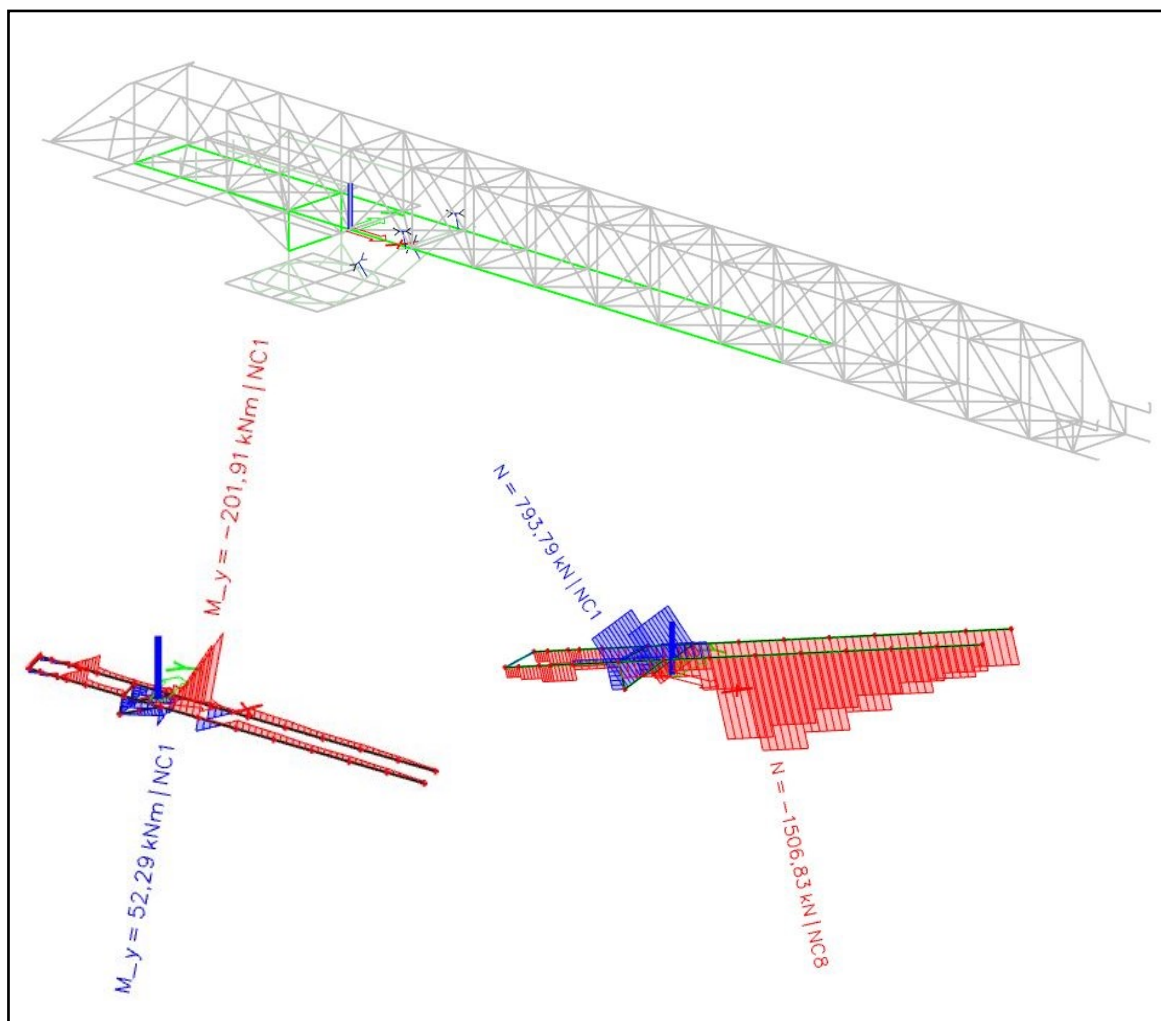 M_y = -201,91 kNm | NC1
N = 793,79 kN | NC1
M_y = 52,29 kNm | NC1
N = -1506,83 kN | NC8